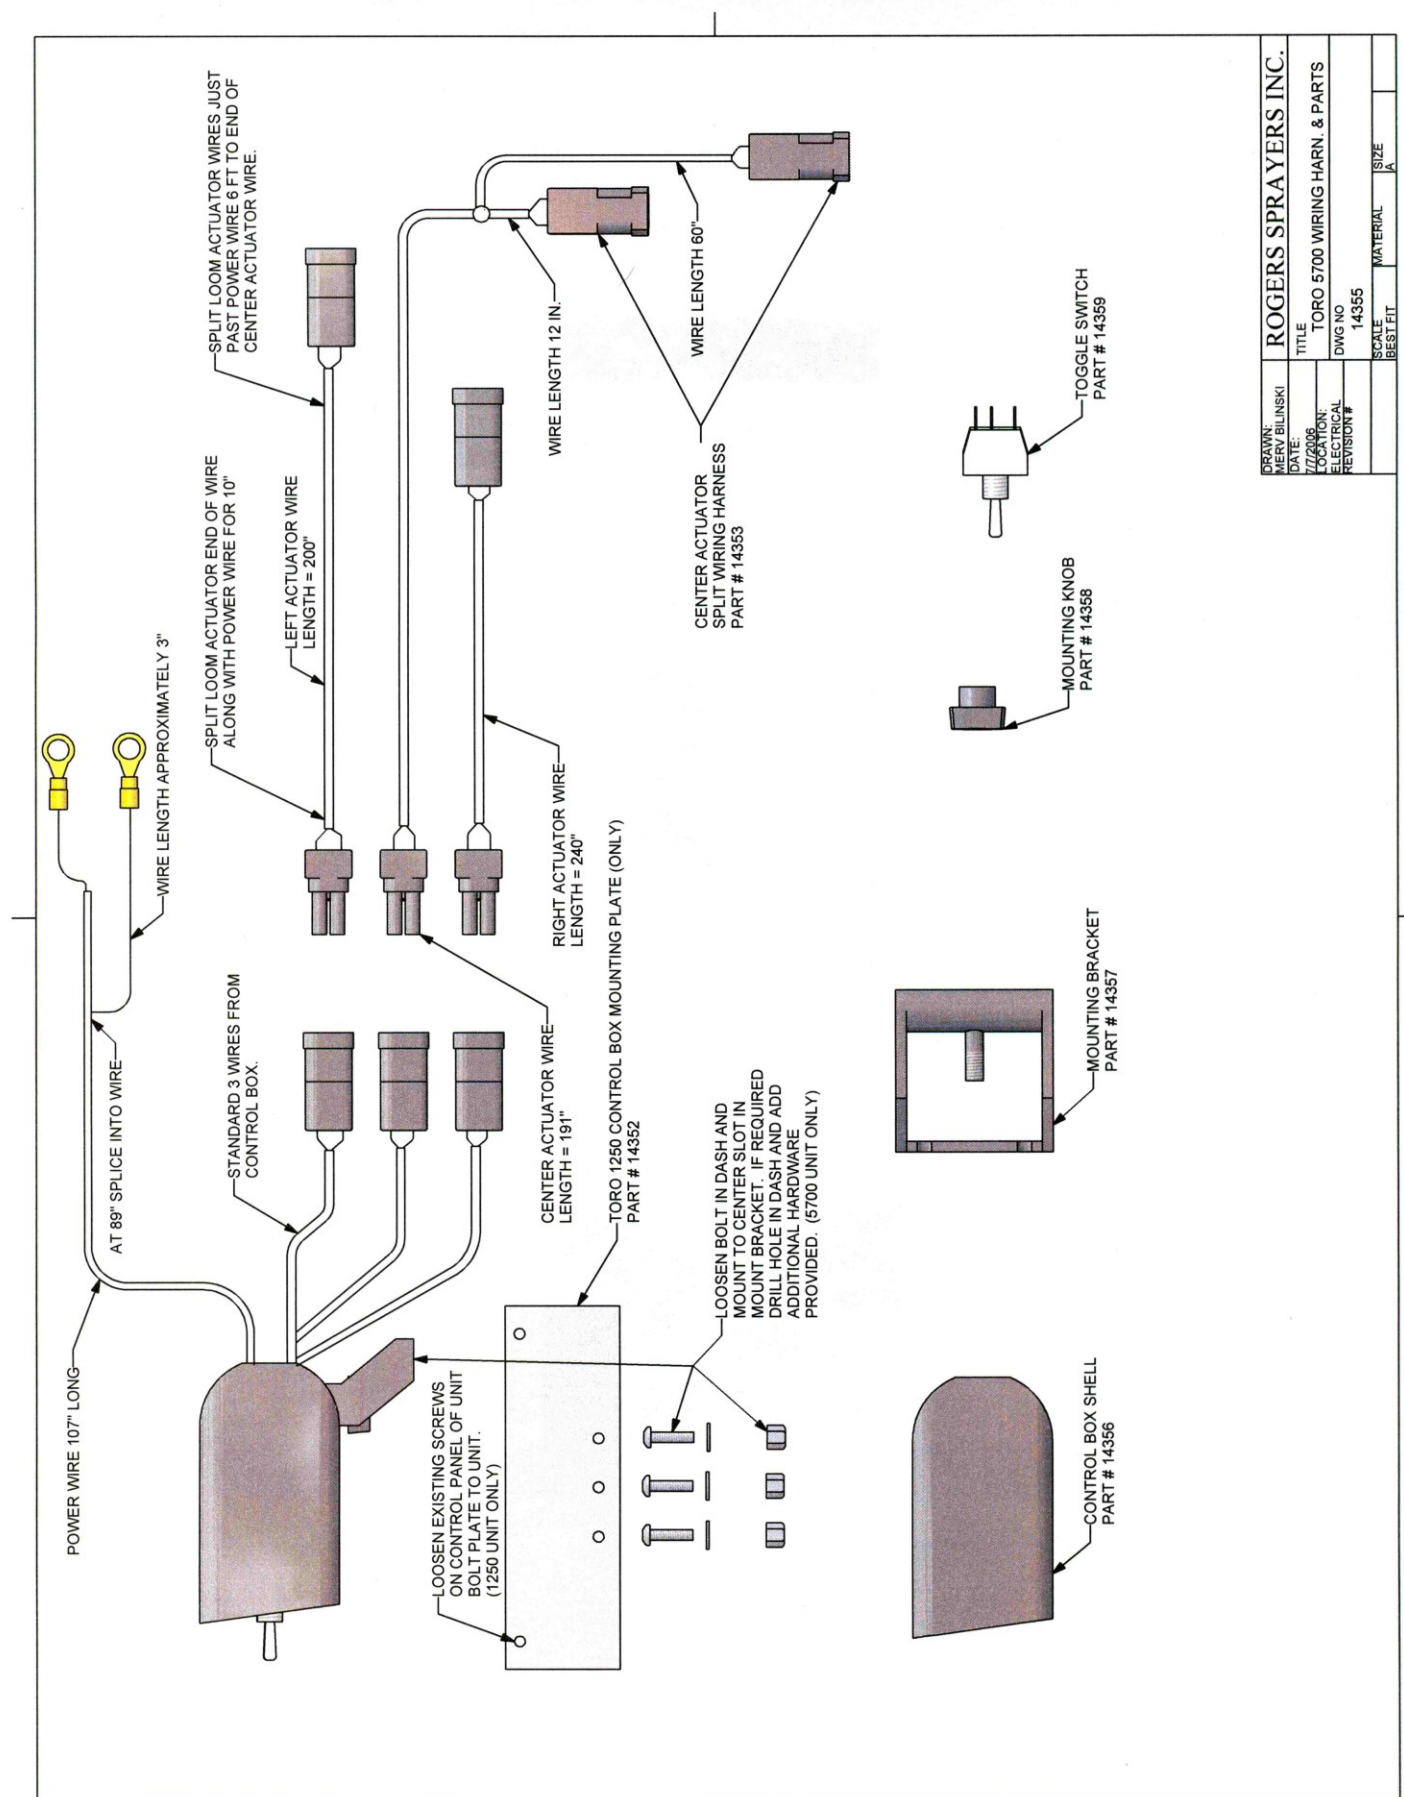 POWER WIRE 107" LONG
AT 89" SPLICE INTO WIRE
WIRE LENGTH APPROXIMATELY 3"
STANDARD 3 WIRES FROM
CONTROL BOX.
SPLIT LOOM ACTUATOR END OF WIRE
ALONG WITH POWER WIRE FOR 10"
SPLIT LOOM ACTUATOR WIRES JUST
PAST POWER WIRE 6 FT TO END OF
CENTER ACTUATOR WIRE.
LEFT ACTUATOR WIRE
LENGTH = 200"
CENTER ACTUATOR WIRE
LENGTH = 191"
RIGHT ACTUATOR WIRE
LENGTH = 240"
WIRE LENGTH 12 IN.
WIRE LENGTH 60"
CENTER ACTUATOR
SPLIT WIRING HARNESS
PART # 14353
LOOSEN EXISTING SCREWS
ON CONTROL PANEL OF UNIT
BOLT PLATE TO UNIT.
(1250 UNIT ONLY)
TORO 1250 CONTROL BOX MOUNTING PLATE (ONLY)
PART # 14352
LOOSEN BOLT IN DASH AND
MOUNT TO CENTER SLOT IN
MOUNT BRACKET. IF REQUIRED
DRILL HOLE IN DASH AND ADD
ADDITIONAL HARDWARE
PROVIDED. (5700 UNIT ONLY)
CONTROL BOX SHELL
PART # 14356
MOUNTING BRACKET
PART # 14357
MOUNTING KNOB
PART # 14358
TOGGLE SWITCH
PART # 14359
DRAWN:
MERV BILINSKI
DATE:
7/7/2006
LOCATION:
ELECTRICAL
REVISION #
ROGERS SPRAYERS INC.
TITLE
TORO 5700 WIRING HARN. & PARTS
DWG NO
14355
SCALE
BEST FIT
MATERIAL
SIZE
A